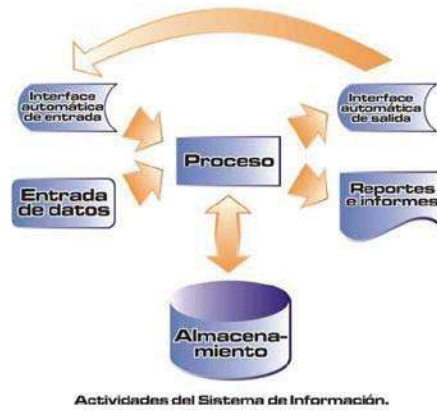 Interface
automática
de entrada
Interface
automática
de salida
Proceso
Entrada
de datos
Reportes
e informes
Almacena-
miento
Actividades del Sistema de Información.